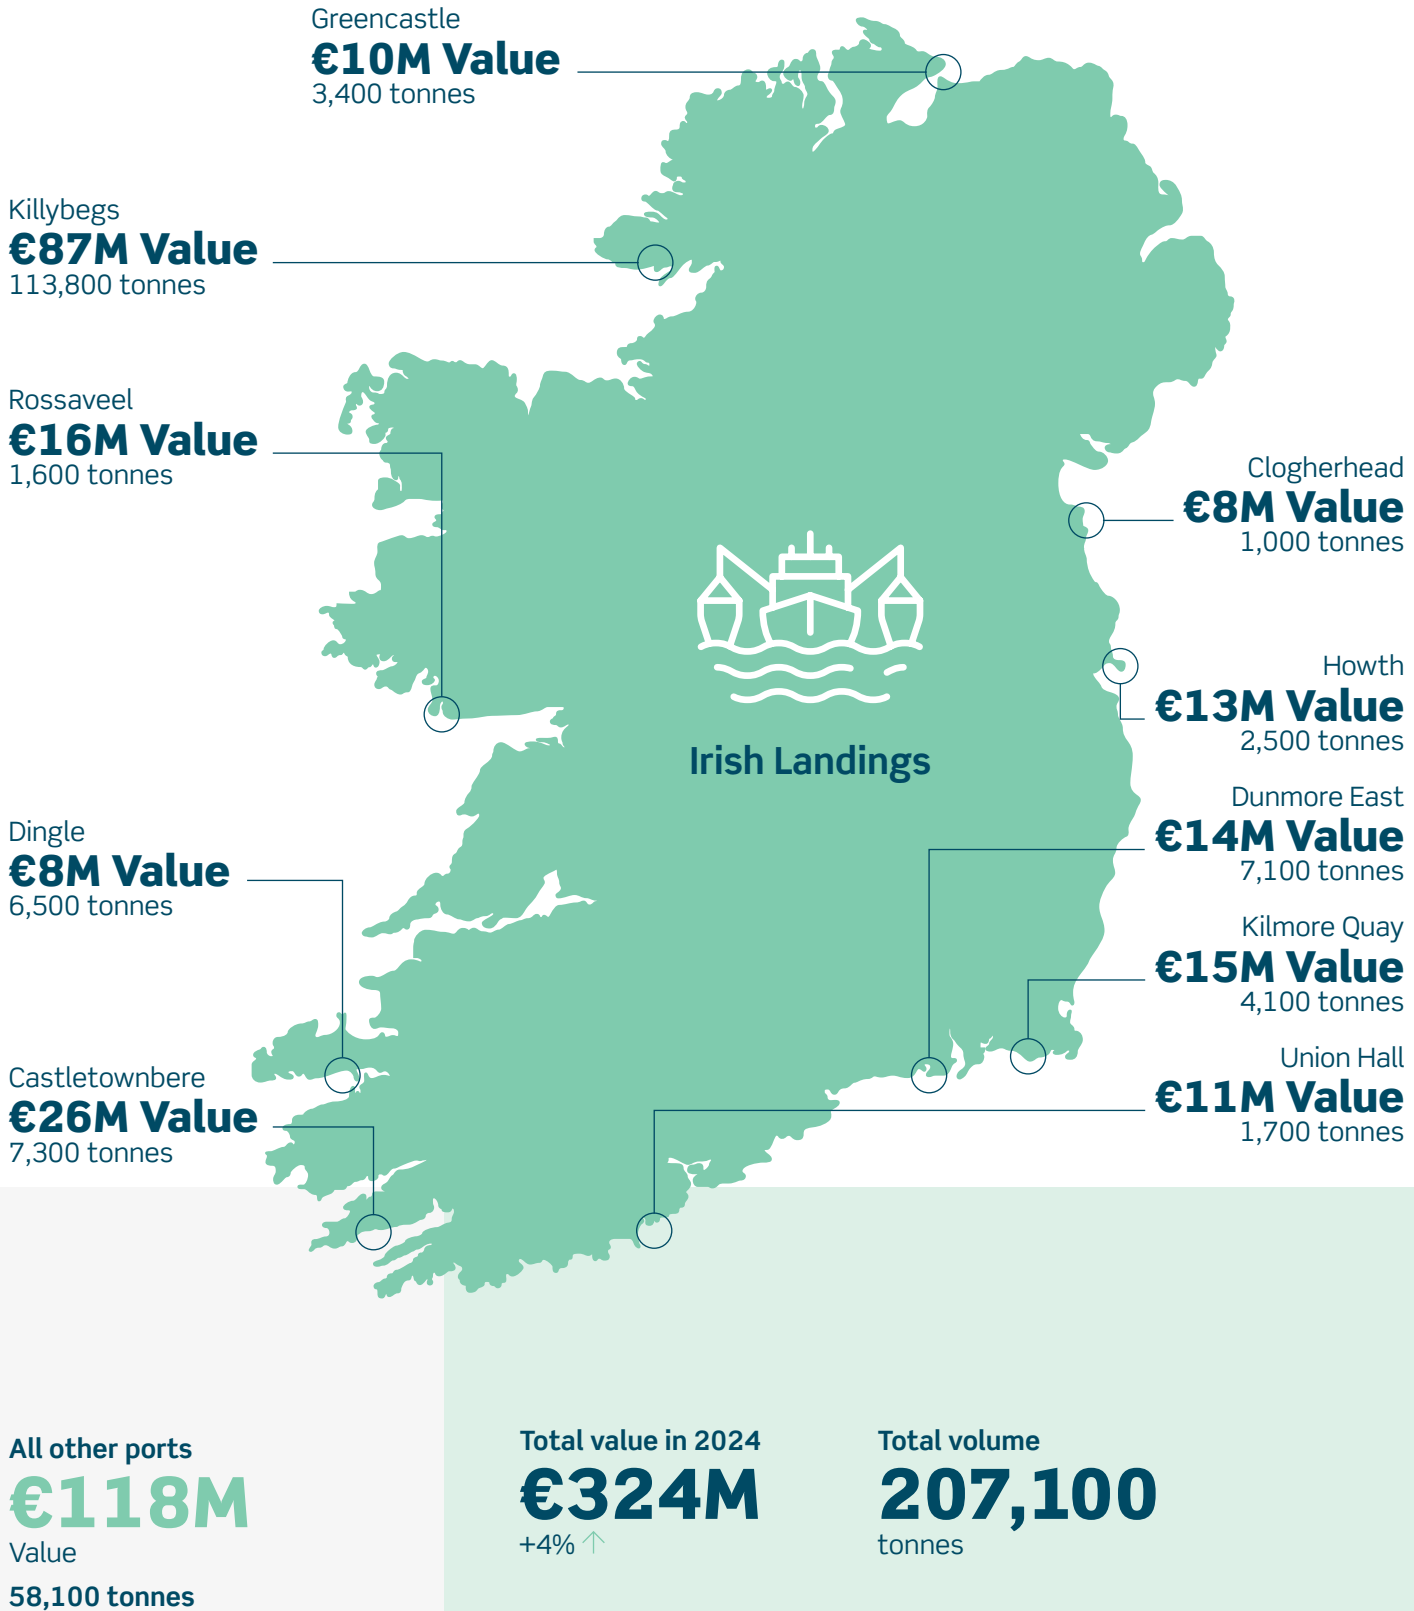 Greencastle
€10M Value
3,400 tonnes
Killybegs
€87M Value
113,800 tonnes
Rossaveel
€16M Value
1,600 tonnes
Clogherhead
€8M Value
1,000 tonnes
Howth
€13M Value
2,500 tonnes
Irish Landings
Dunmore East
€14M Value
7,100 tonnes
Dingle
€8M Value
6,500 tonnes
Kilmore Quay
€15M Value
4,100 tonnes
Castletownbere
€26M Value
7,300 tonnes
Union Hall
€11M Value
1,700 tonnes
All other ports
€118M
Value
58,100 tonnes
Total value in 2024
€324M
+4% ↑
Total volume
207,100
tonnes